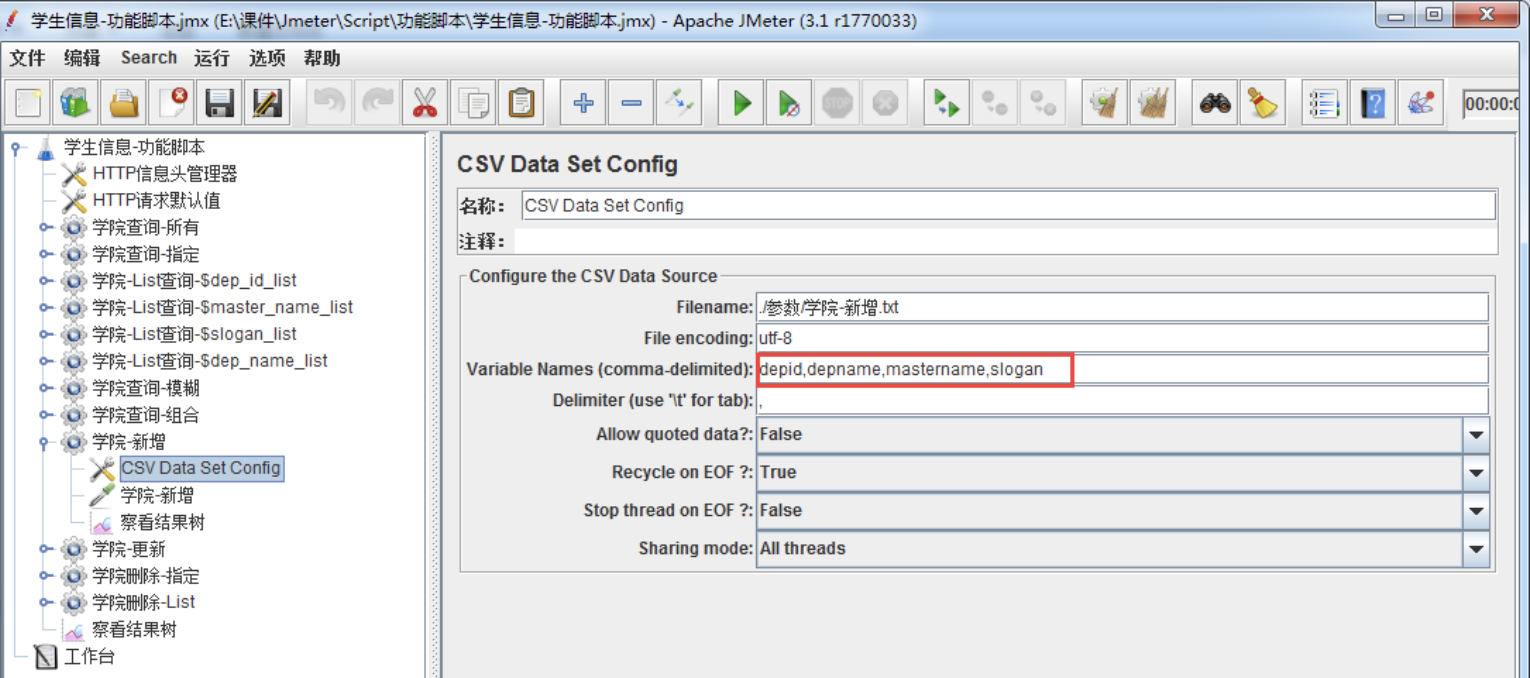 学生信息-功能脚本.jmx (E:\课件\Jmeter\Script\功能脚本\学生信息-功能脚本.jmx) - Apache JMeter (3.1 r1770033)
文件 编辑 Search 运行 选项 帮助
STOP
00:00:0
学生信息-功能脚本
HTTP信息头管理器
HTTP请求默认值
学院查询-所有
学院查询-指定
学院-List查询-$dep_id_list
学院-List查询-$master_name_list
学院-List查询-$slogan_list
学院-List查询-$dep_name_list
学院查询-模糊
学院查询-组合
学院-新增
CSV Data Set Config
学院-新增
察看结果树
学院-更新
学院删除-指定
学院删除-List
察看结果树
工作台
CSV Data Set Config
名称： CSV Data Set Config
注释：
Configure the CSV Data Source
Filename: ./参数/学院-新增.txt
File encoding: utf-8
Variable Names (comma-delimited): depid,depname,mastername,slogan
Delimiter (use '\t' for tab): ,
Allow quoted data?: False
Recycle on EOF ?: True
Stop thread on EOF ?: False
Sharing mode: All threads